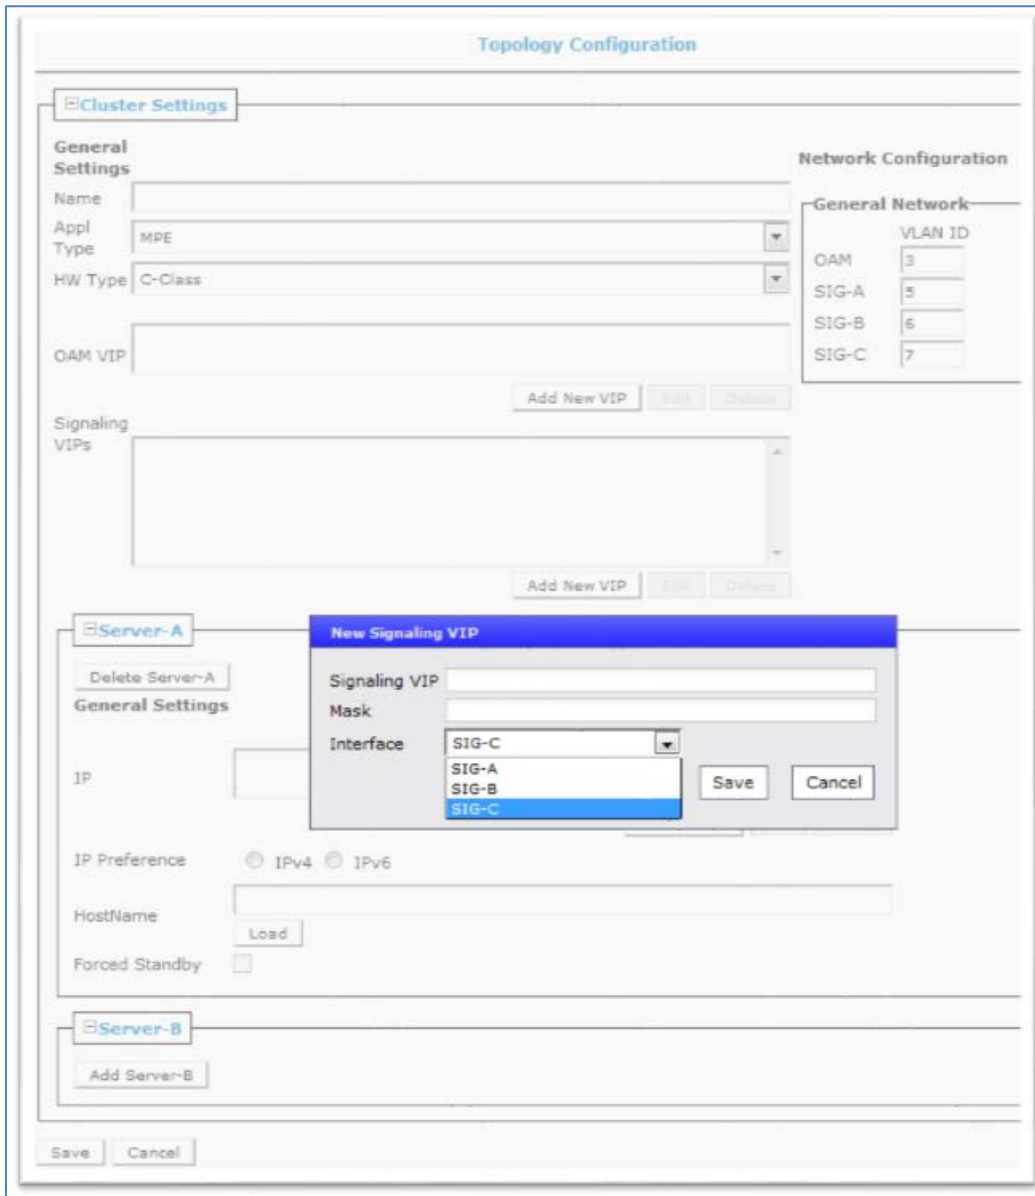 Topology Configuration
Cluster Settings
General
Settings
Name
Appl
Type
MPE
HW Type
C-Class
OAM VIP
Add New VIP
Edit
Delete
Signaling
VIPs
Add New VIP
Edit
Delete
Network Configuration
General Network
VLAN ID
OAM
3
SIG-A
5
SIG-B
6
SIG-C
7
Server-A
Delete Server-A
General Settings
IP
New Signaling VIP
Signaling VIP
Mask
Interface
SIG-C
SIG-A
SIG-B
SIG-C
Save
Cancel
IP Preference
IPv4
IPv6
HostName
Load
Forced Standby
Server-B
Add Server-B
Save
Cancel